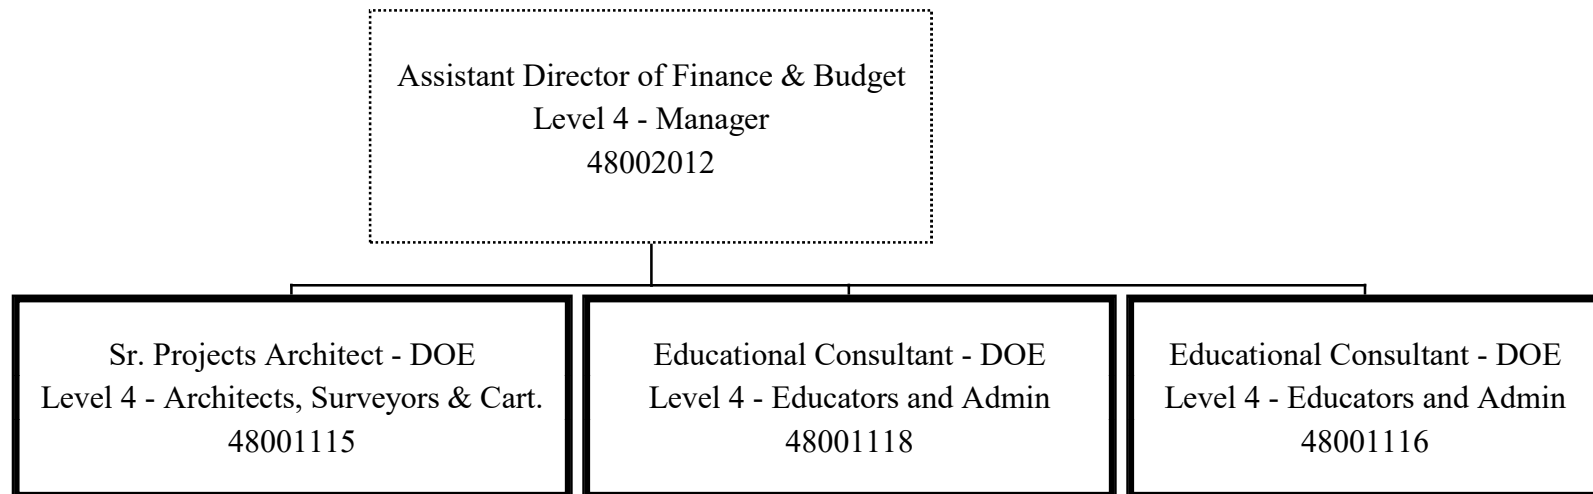 Assistant Director of Finance & Budget
Level 4 - Manager
48002012
Sr. Projects Architect - DOE
Level 4 - Architects, Surveyors & Cart.
48001115
Educational Consultant - DOE
Level 4 - Educators and Admin
48001118
Educational Consultant - DOE
Level 4 - Educators and Admin
48001116